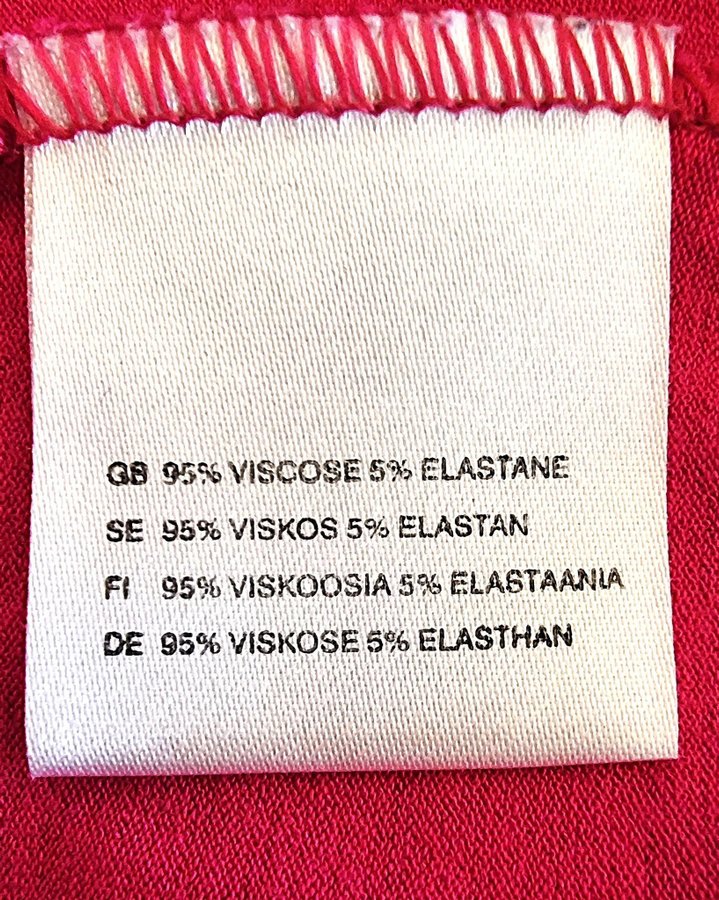 GB 95% VISCOSE 5% ELASTANE
SE 95% VISKOS 5% ELASTAN
FI 95% VISKOOSIA 5% ELASTAANIA
DE 95% VISKOSE 5% ELASTHAN